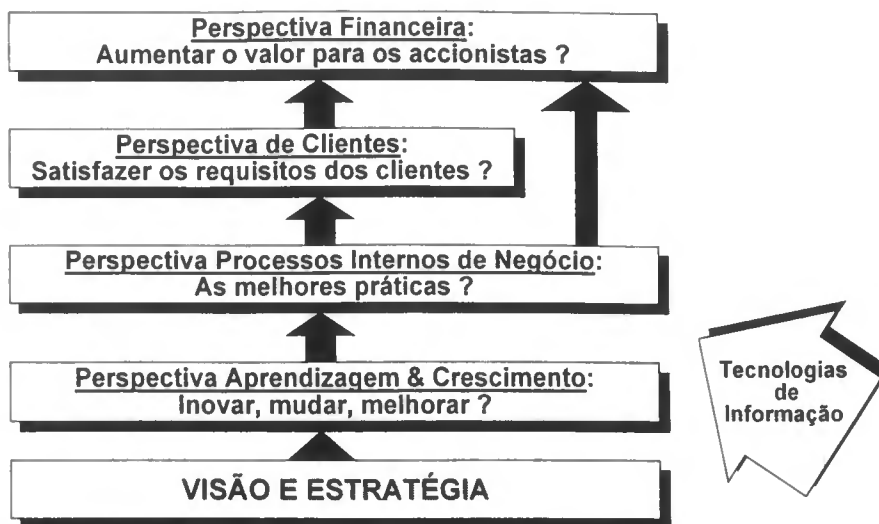 Perspectiva Financeira:
Aumentar o valor para os accionistas ?
Perspectiva de Clientes:
Satisfazer os requisitos dos clientes ?
Perspectiva Processos Internos de Negócio:
As melhores práticas ?
Perspectiva Aprendizagem & Crescimento:
Inovar, mudar, melhorar ?
VISÃO E ESTRATÉGIA
Tecnologias
de
Informação